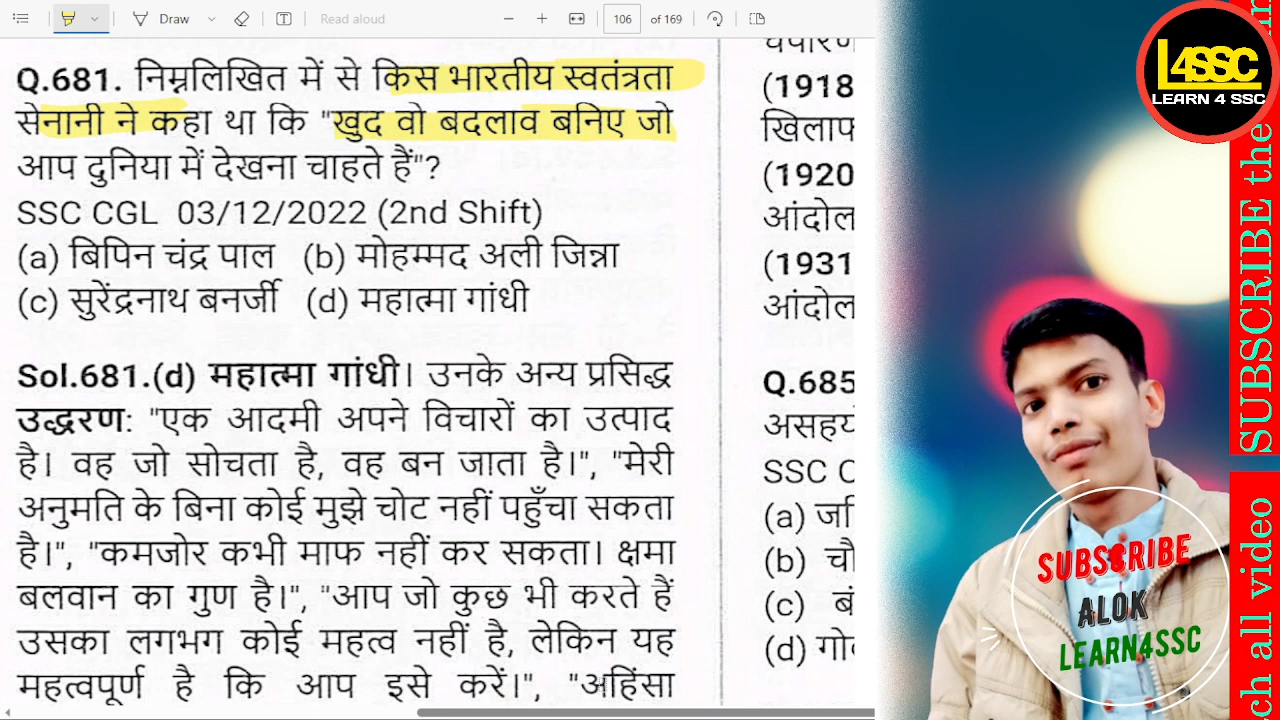 Draw
Read aloud
106
of 169
Q.681. निम्नलिखित में से किस भारतीय स्वतंत्रता
सेनानी ने कहा था कि "खुद वो बदलाव बनिए जो
आप दुनिया में देखना चाहते हैं"?
SSC CGL 03/12/2022 (2nd Shift)
(a) बिपिन चंद्र पाल (b) मोहम्मद अली जिन्ना
(c) सुरेंद्रनाथ बनर्जी (d) महात्मा गांधी
Sol.681.(d) महात्मा गांधी। उनके अन्य प्रसिद्ध
उद्धरण: "एक आदमी अपने विचारों का उत्पाद
है। वह जो सोचता है, वह बन जाता है।", "मेरी
अनुमति के बिना कोई मुझे चोट नहीं पहुँचा सकता
है।", "कमजोर कभी माफ नहीं कर सकता। क्षमा
बलवान का गुण है।", "आप जो कुछ भी करते हैं
उसका लगभग कोई महत्व नहीं है, लेकिन यह
महत्वपूर्ण है कि आप इसे करें।", "अहिंसा
(1918
(1920
(1931
Q.685
SSC C
(a)
(b)
(c)
(d)
L4SSC
LEARN 4 SSC
SUBSCRIBE the
all video
SUBSCRIBE
ALOK
LEARN4SSC